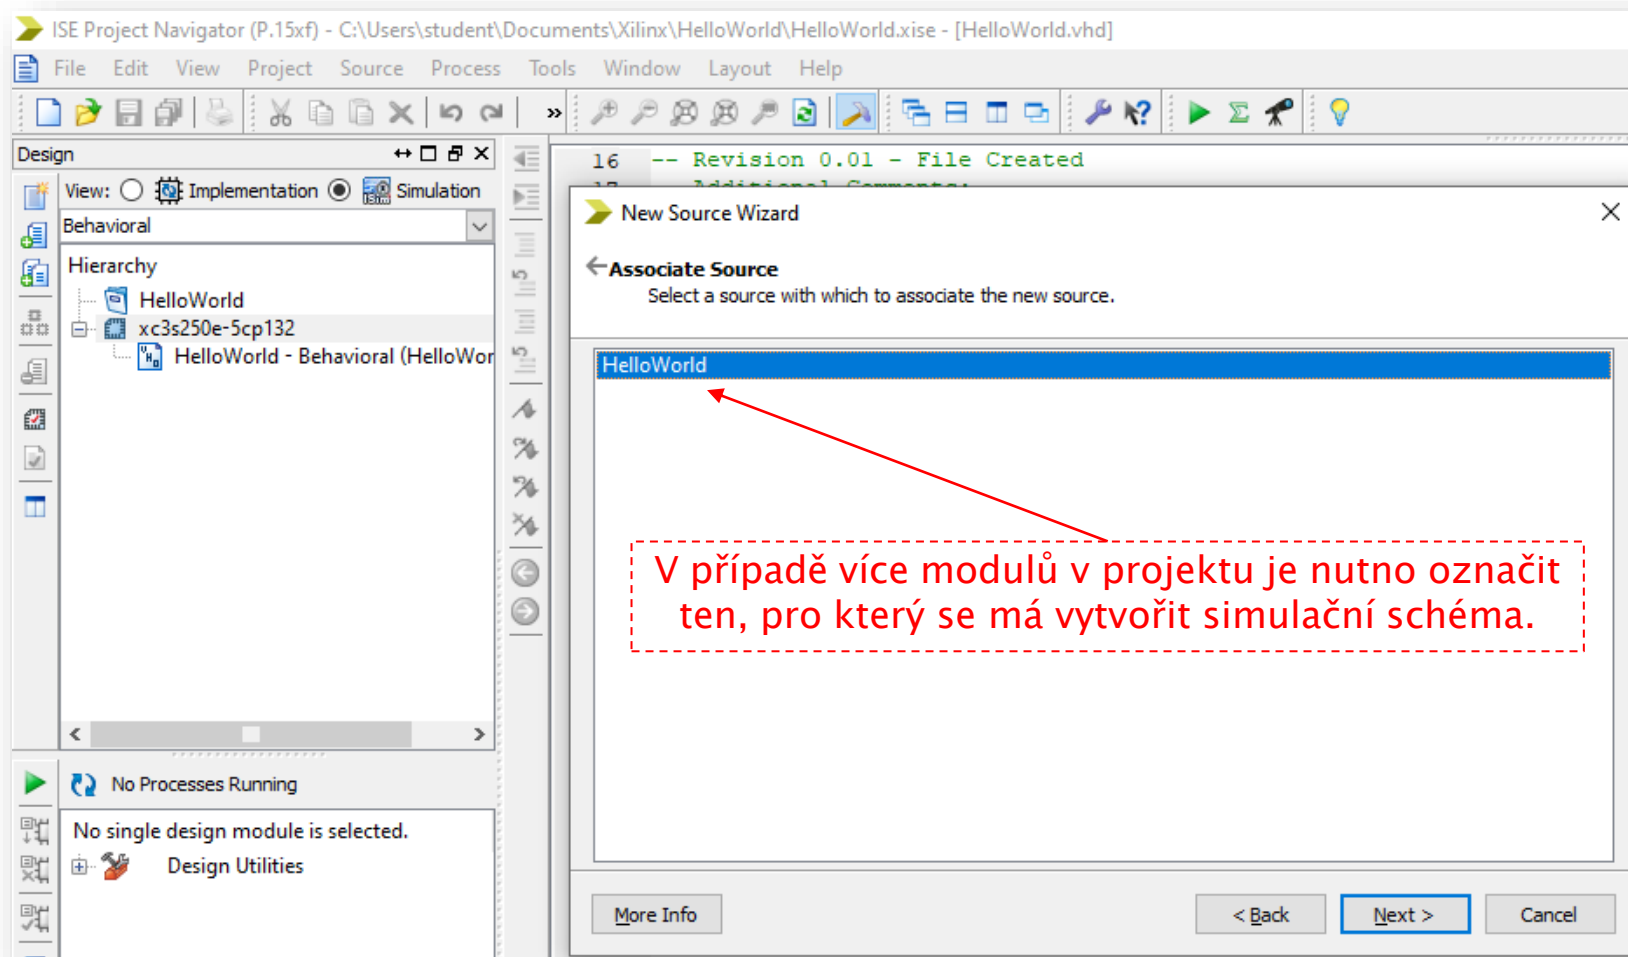 ISE Project Navigator (P.15xf) - C:\Users\student\Documents\Xilinx\HelloWorld\HelloWorld.xise - [HelloWorld.vhd]
File Edit View Project Source Process Tools Window Layout Help
Design
View: Implementation Simulation
Behavioral
Hierarchy
HelloWorld
xc3s250e-5cp132
HelloWorld - Behavioral (HelloWor
No Processes Running
No single design module is selected.
Design Utilities
16 -- Revision 0.01 - File Created
17 -- Additional Comments:
New Source Wizard
Associate Source
Select a source with which to associate the new source.
HelloWorld
V případě více modulů v projektu je nutno označit
ten, pro který se má vytvořit simulační schéma.
More Info
< Back Next > Cancel